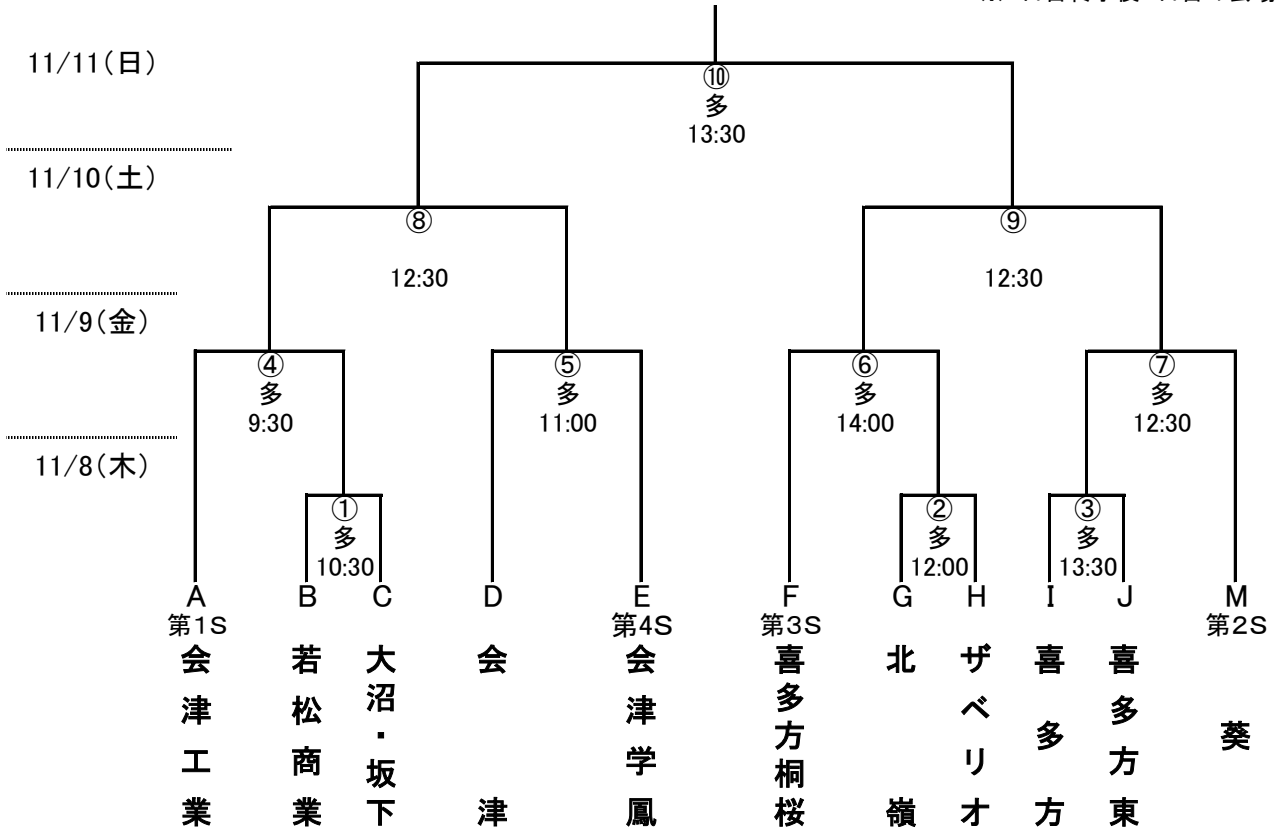 11/11(日)
⑩
多
13:30
11/10(土)
⑧
⑨
12:30
12:30
11/9(金)
④
⑤
⑥
⑦
多
多
多
多
9:30
11:00
14:00
12:30
11/8(木)
①
②
③
多
多
多
10:30
12:00
13:30
A B C D E F G H I J M
第1S
第4S
第3S
第2S
会津工業
若松商業
大沼・坂下
会津
会津学鳳
喜多方桐桜
北嶺
ザベリオ
喜多方
喜多方東
葵